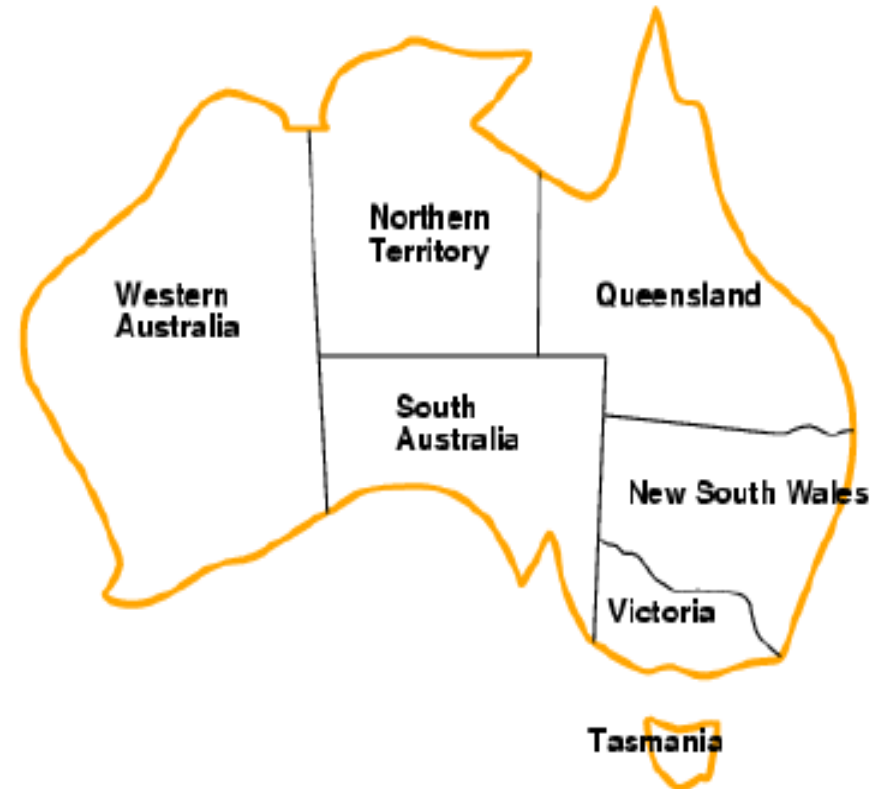 Northern
Territory
Western
Australia
Queensland
South
Australia
New South Wales
Victoria
Tasmania